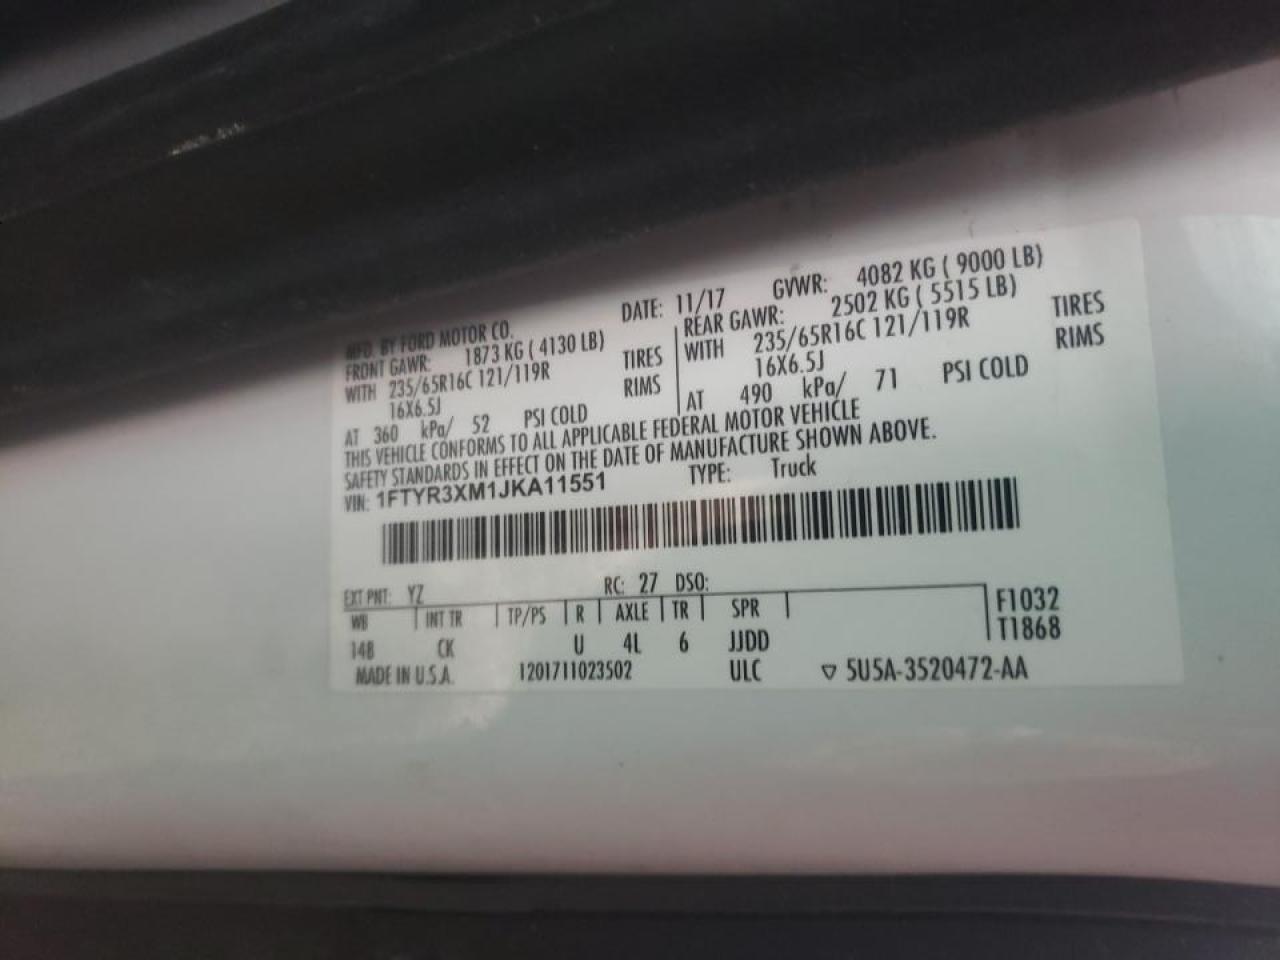 MFD. BY FORD MOTOR CO.
DATE: 11/17
GVWR: 4082 KG ( 9000 LB)
FRONT GAWR: 1873 KG ( 4130 LB)
WITH 235/65R16C 121/119R TIRES
16X6.5J RIMS
AT 360 kPa/ 52 PSI COLD
REAR GAWR: 2502 KG ( 5515 LB)
WITH 235/65R16C 121/119R TIRES
16X6.5J RIMS
AT 490 kPa/ 71 PSI COLD
THIS VEHICLE CONFORMS TO ALL APPLICABLE FEDERAL MOTOR VEHICLE
SAFETY STANDARDS IN EFFECT ON THE DATE OF MANUFACTURE SHOWN ABOVE.
VIN: 1FTYR3XM1JKA11551 TYPE: Truck
EXT PNT: YZ RC: 27 DSO:
WB INT TR TP/PS R AXLE TR SPR F1032
148 CK U 4L 6 JJDD T1868
MADE IN U.S.A. 1201711023502 ULC ▽ 5U5A-3520472-AA